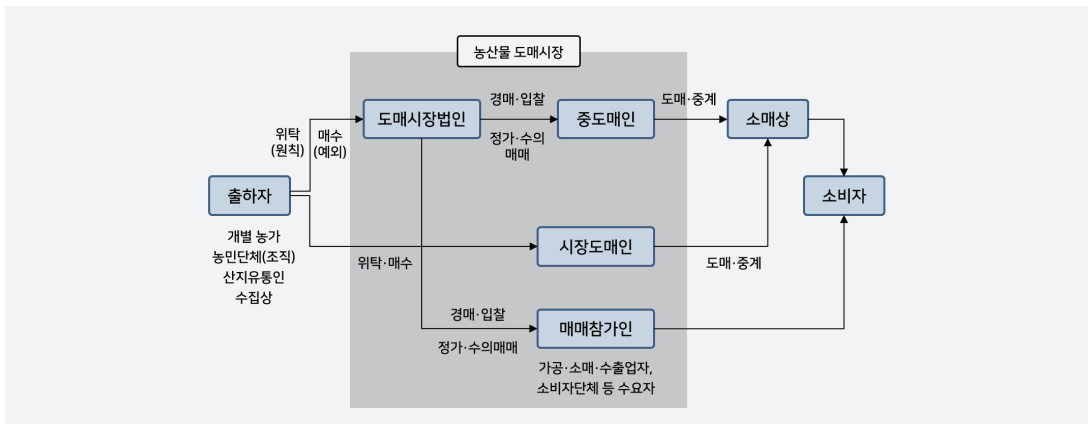 농산물 도매시장
도매시장법인
경매·입찰
정가·수의
매매
중도매인
도매·중계
소매상
위탁
(원칙)
매수
(예외)
출하자
개별 농가
농민단체(조직)
산지유통인
수집상
소비자
위탁·매수
시장도매인
도매·중계
경매·입찰
정가·수의매매
매매참가인
가공·소매·수출업자,
소비자단체 등 수요자